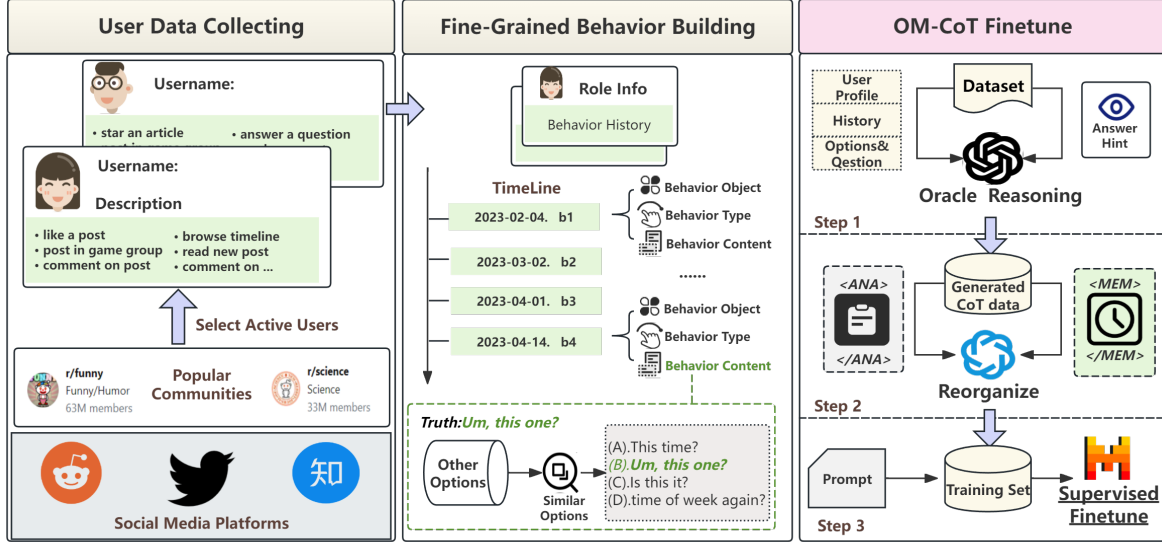 User Data Collecting
Username:
• star an article
• answer a question
Username:
Description
• like a post
• post in game group
• comment on post
• browse timeline
• read new post
• comment on ...
Select Active Users
r/funny
Funny/Humor
63M members
Popular
Communities
r/science
Science
33M members
知
Social Media Platforms
Fine-Grained Behavior Building
Role Info
Behavior History
TimeLine
2023-02-04. b1
2023-03-02. b2
2023-04-01. b3
2023-04-14. b4
Behavior Object
Behavior Type
Behavior Content
......
Behavior Object
Behavior Type
Behavior Content
Truth:Um, this one?
Other
Options
Similar
Options
(A).This time?
(B).Um, this one?
(C).Is this it?
(D).time of week again?
OM-CoT Finetune
User
Profile
History
Options&
Qestion
Dataset
Answer
Hint
Oracle Reasoning
Step 1
<ANA>
</ANA>
Generated
CoT data
<MEM>
</MEM>
Reorganize
Step 2
Prompt
Training Set
Supervised
Finetune
Step 3